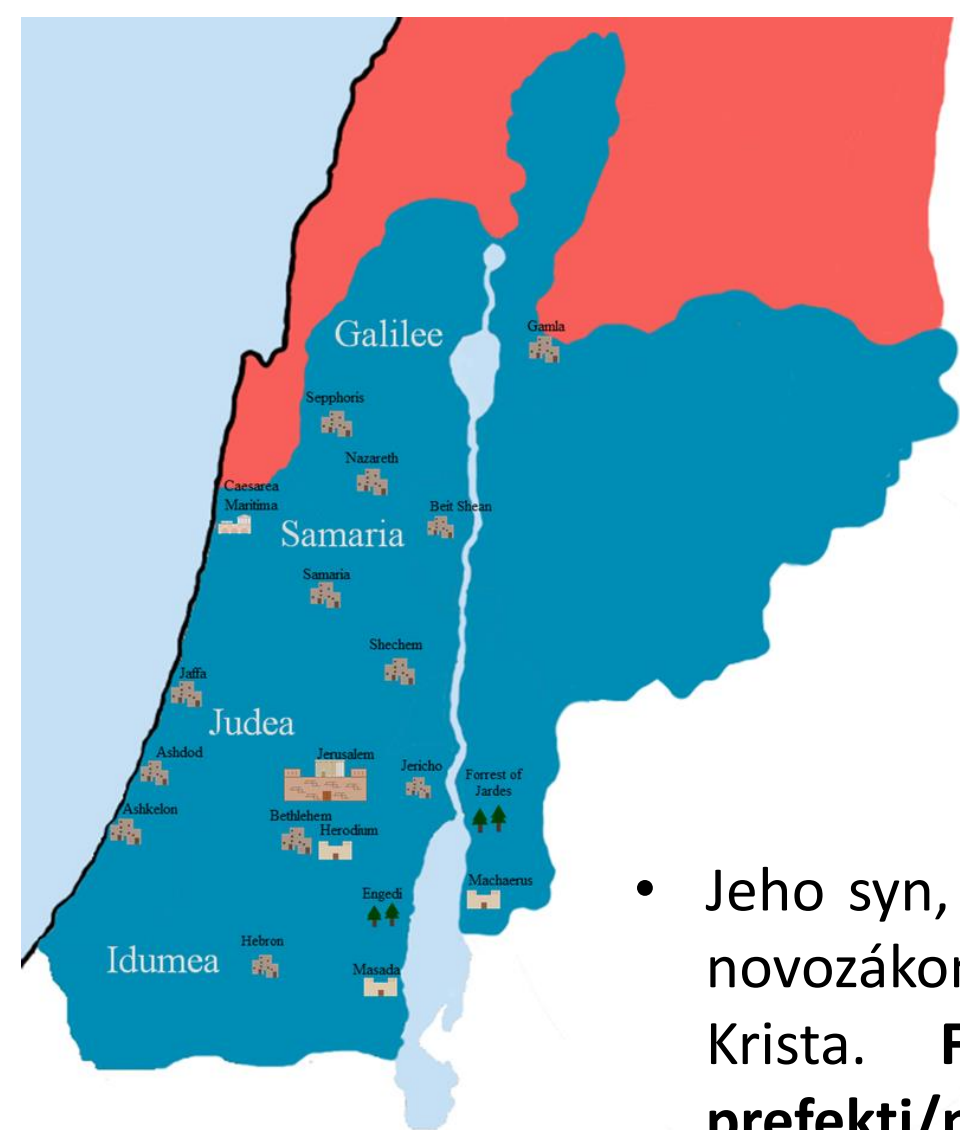 Galilee
Gamla
Sepphoris
Nazareth
Caesarea
Maritima
Beit Shean
Samaria
Samaria
Shechem
Jaffa
Judea
Ashdod
Jerusalem
Jericho
Forrest of
Jardes
Ashkelon
Bethlehem
Herodium
Machaerus
Engedi
Hebron
Idumea
Masada
• Jeho syn,
novozákon
Krista.
prefekti/